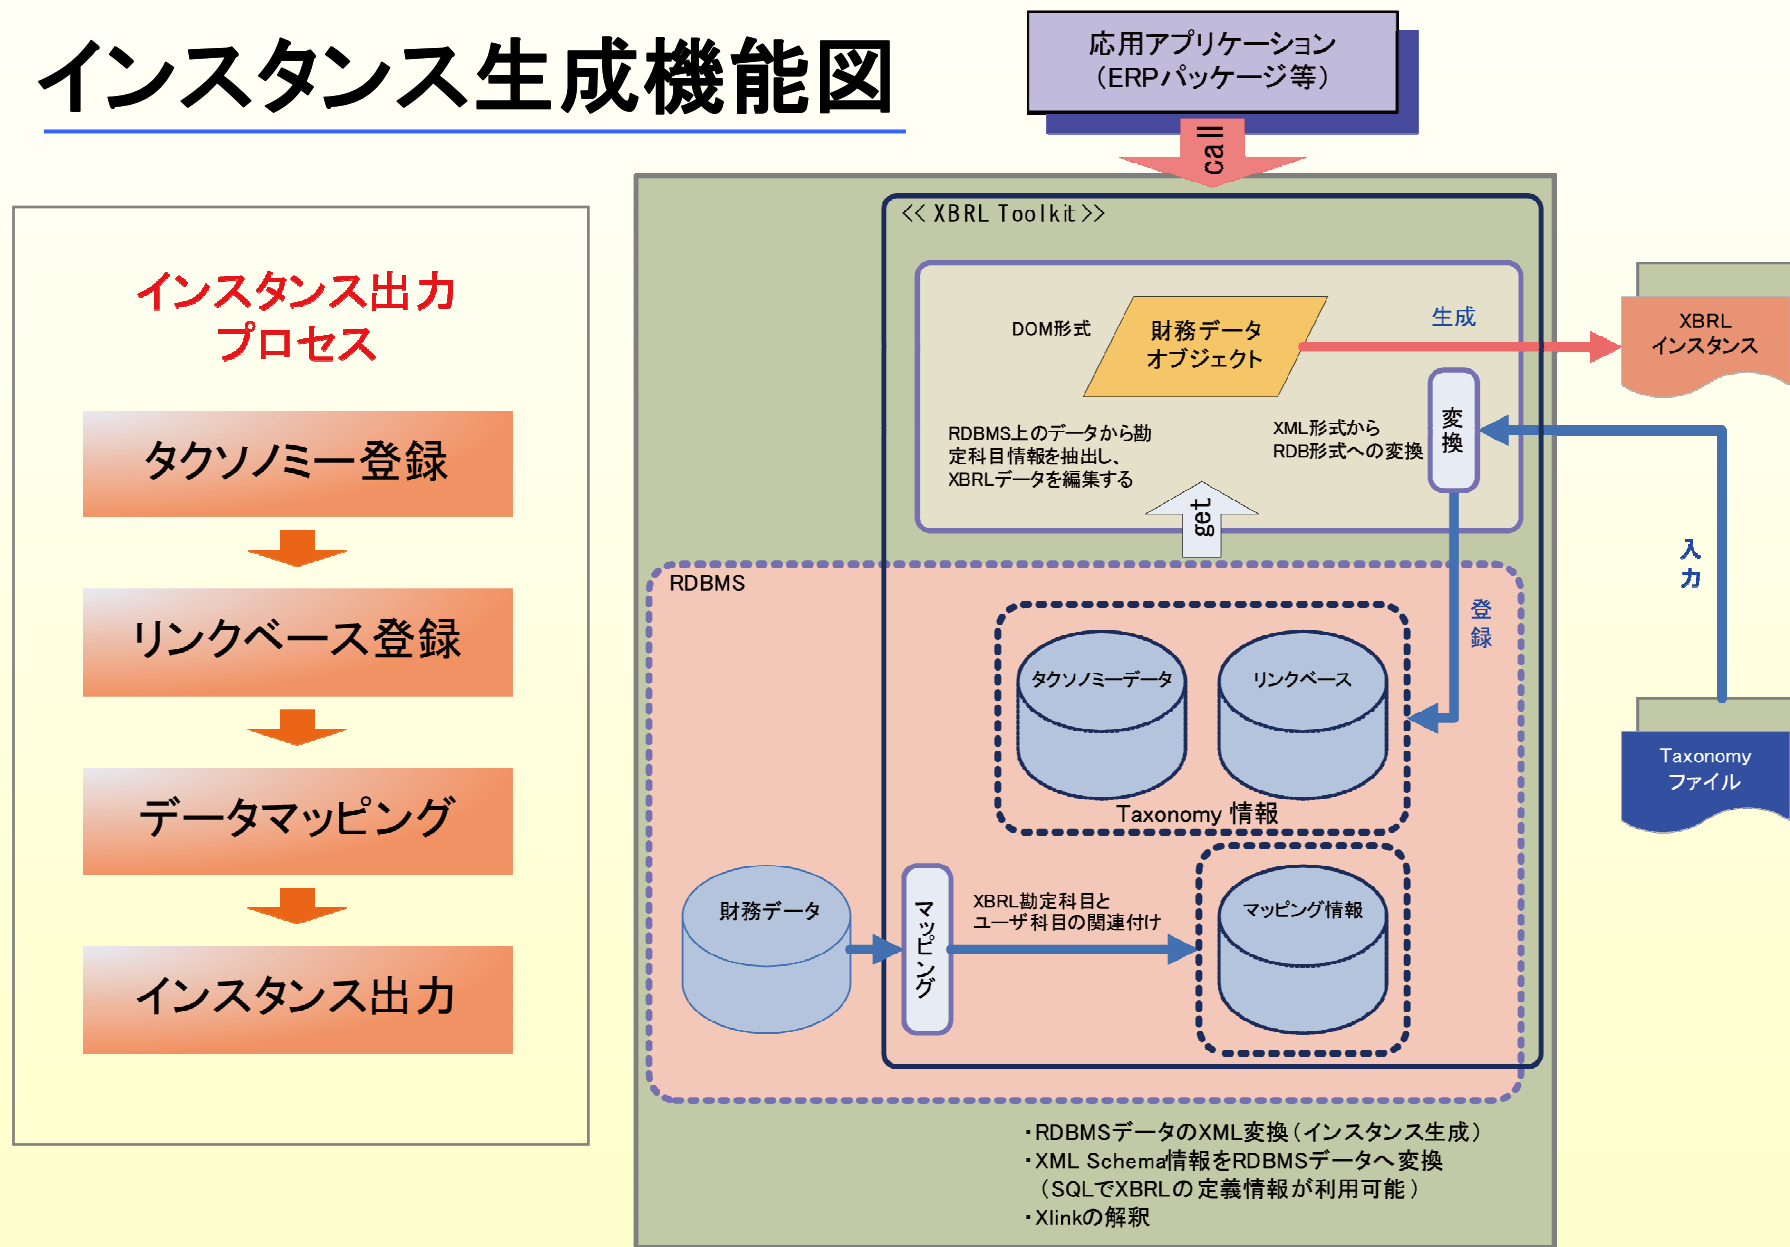 インスタンス生成機能図
応用アプリケーション
（ERPパッケージ等）
call
インスタンス出力
プロセス
タクソノミー登録
リンクベース登録
データマッピング
インスタンス出力
<< XBRL Toolkit >>
DOM形式
財務データ
オブジェクト
生成
XBRL
インスタンス
RDBMS上のデータから勘
定科目情報を抽出し、
XBRLデータを編集する
XML形式から
RDB形式への変換
変換
get
入力
RDBMS
登録
タクソノミーデータ
リンクベース
Taxonomy 情報
Taxonomy
ファイル
財務データ
マッピング
XBRL勘定科目と
ユーザ科目の関連付け
マッピング情報
・RDBMSデータのXML変換（インスタンス生成）
・XML Schema情報をRDBMSデータへ変換
（SQLでXBRLの定義情報が利用可能）
・Xlinkの解釈